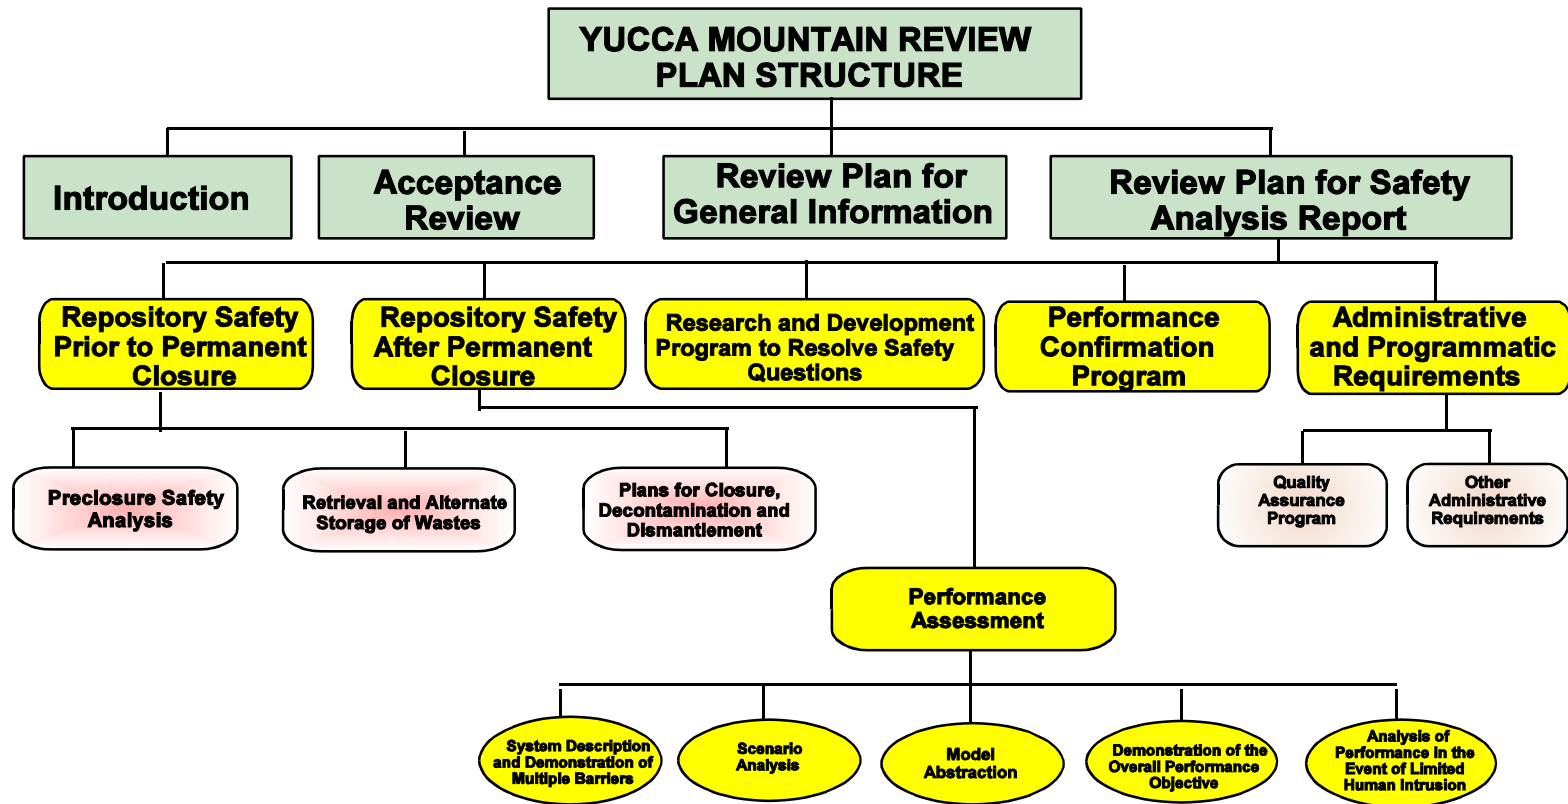 YUCCA MOUNTAIN REVIEW
PLAN STRUCTURE
Introduction
Acceptance
Review
Review Plan for
General Information
Review Plan for Safety
Analysis Report
Repository Safety
Prior to Permanent
Closure
Repository Safety
After Permanent
Closure
Research and Development
Program to Resolve Safety
Questions
Performance
Confirmation
Program
Administrative
and Programmatic
Requirements
Preclosure Safety
Analysis
Retrieval and Alternate
Storage of Wastes
Plans for Closure,
Decontamination and
Dismantlement
Quality
Assurance
Program
Other
Administrative
Requirements
Performance
Assessment
System Description
and Demonstration of
Multiple Barriers
Scenario
Analysis
Model
Abstraction
Demonstration of the
Overall Performance
Objective
Analysis of
Performance in the
Event of Limited
Human Intrusion